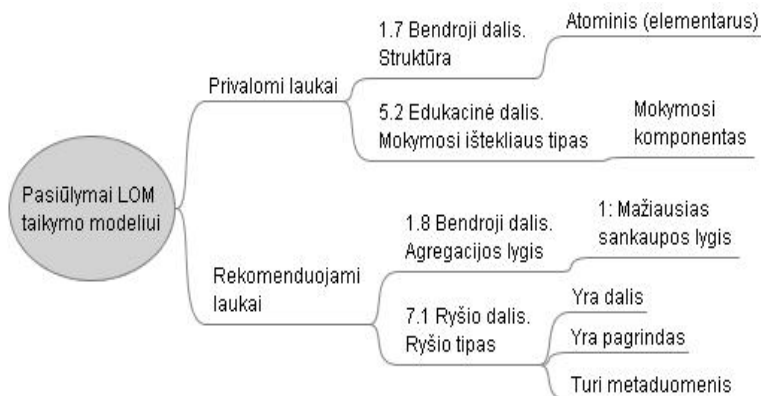 Pasiūlymai LOM
taikymo modeliui
Privalomi laukai
1.7 Bendroji dalis.
Struktūra
Atominis (elementarus)
5.2 Edukacinė dalis.
Mokymosi ištekliaus tipas
Mokymosi
komponentas
Rekomenduojami
laukai
1.8 Bendroji dalis.
Agregacijos lygis
1: Mažiausias
sankaupos lygis
7.1 Ryšio dalis.
Ryšio tipas
Yra dalis
Yra pagrindas
Turi metaduomenis